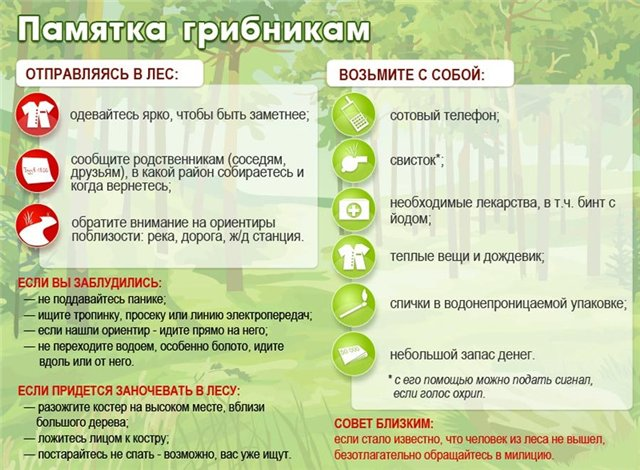 Памятка грибникам
ОТПРАВЛЯЯСЬ В ЛЕС:
одевайтесь ярко, чтобы быть заметнее;
сообщите родственникам (соседям,
друзьям), в какой район собираетесь и
когда вернетесь;
обратите внимание на ориентиры
поблизости: река, дорога, ж/д станция.
ЕСЛИ ВЫ ЗАБЛУДИЛИСЬ:
— не поддавайтесь панике;
— ищите тропинку, просеку или линию электропередач;
— если нашли ориентир - идите прямо на него;
— не переходите водоем, особенно болото, идите
вдоль или от него.
ЕСЛИ ПРИДЕТСЯ ЗАНОЧЕВАТЬ В ЛЕСУ:
— разожгите костер на высоком месте, вблизи
большого дерева;
— ложитесь лицом к костру;
— постарайтесь не спать - возможно, вас уже ищут.
ВОЗЬМИТЕ С СОБОЙ:
сотовый телефон;
свисток*;
необходимые лекарства, в т.ч. бинт с
йодом;
теплые вещи и дождевик;
спички в водонепроницаемой упаковке;
небольшой запас денег.
* с его помощью можно подать сигнал,
если голос охрип.
СОВЕТ БЛИЗКИМ:
если стало известно, что человек из леса не вышел,
безотлагательно обращайтесь в милицию.